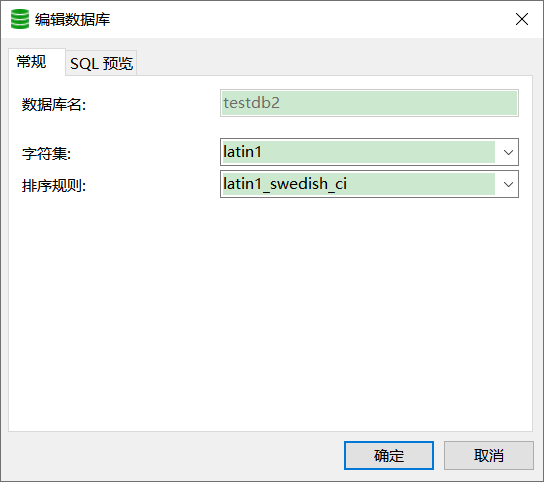 编辑数据库
常规
SQL 预览
数据库名:
testdb2
字符集:
latin1
排序规则:
latin1_swedish_ci
确定
取消